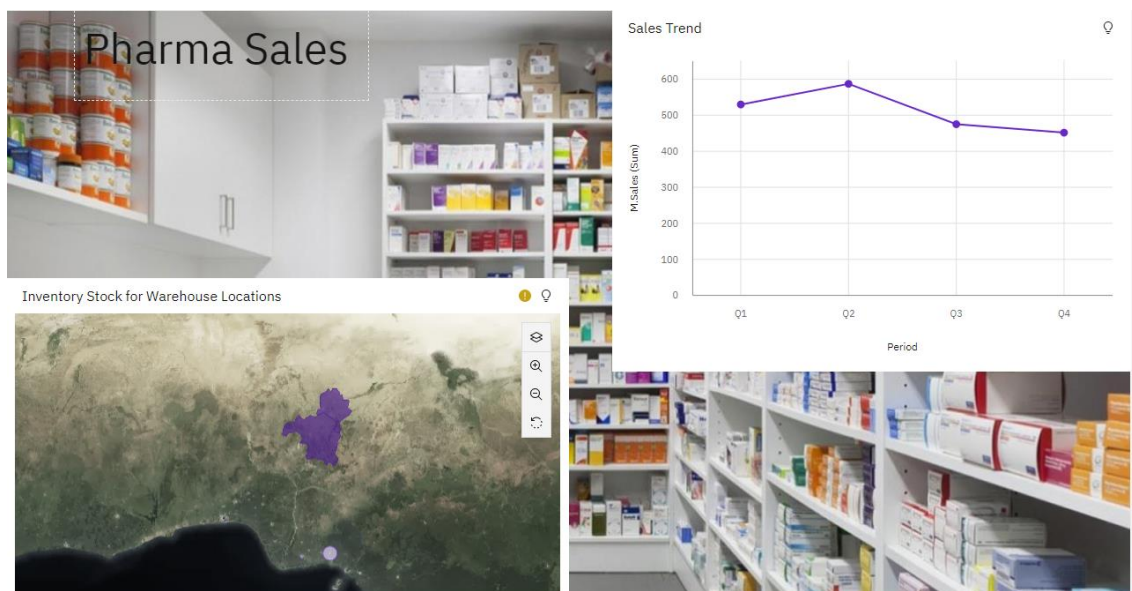 Pharma Sales
Sales Trend
M.Sales (Sum)
600
500
400
300
200
100
0
Q1 Q2 Q3 Q4
Period
Inventory Stock for Warehouse Locations